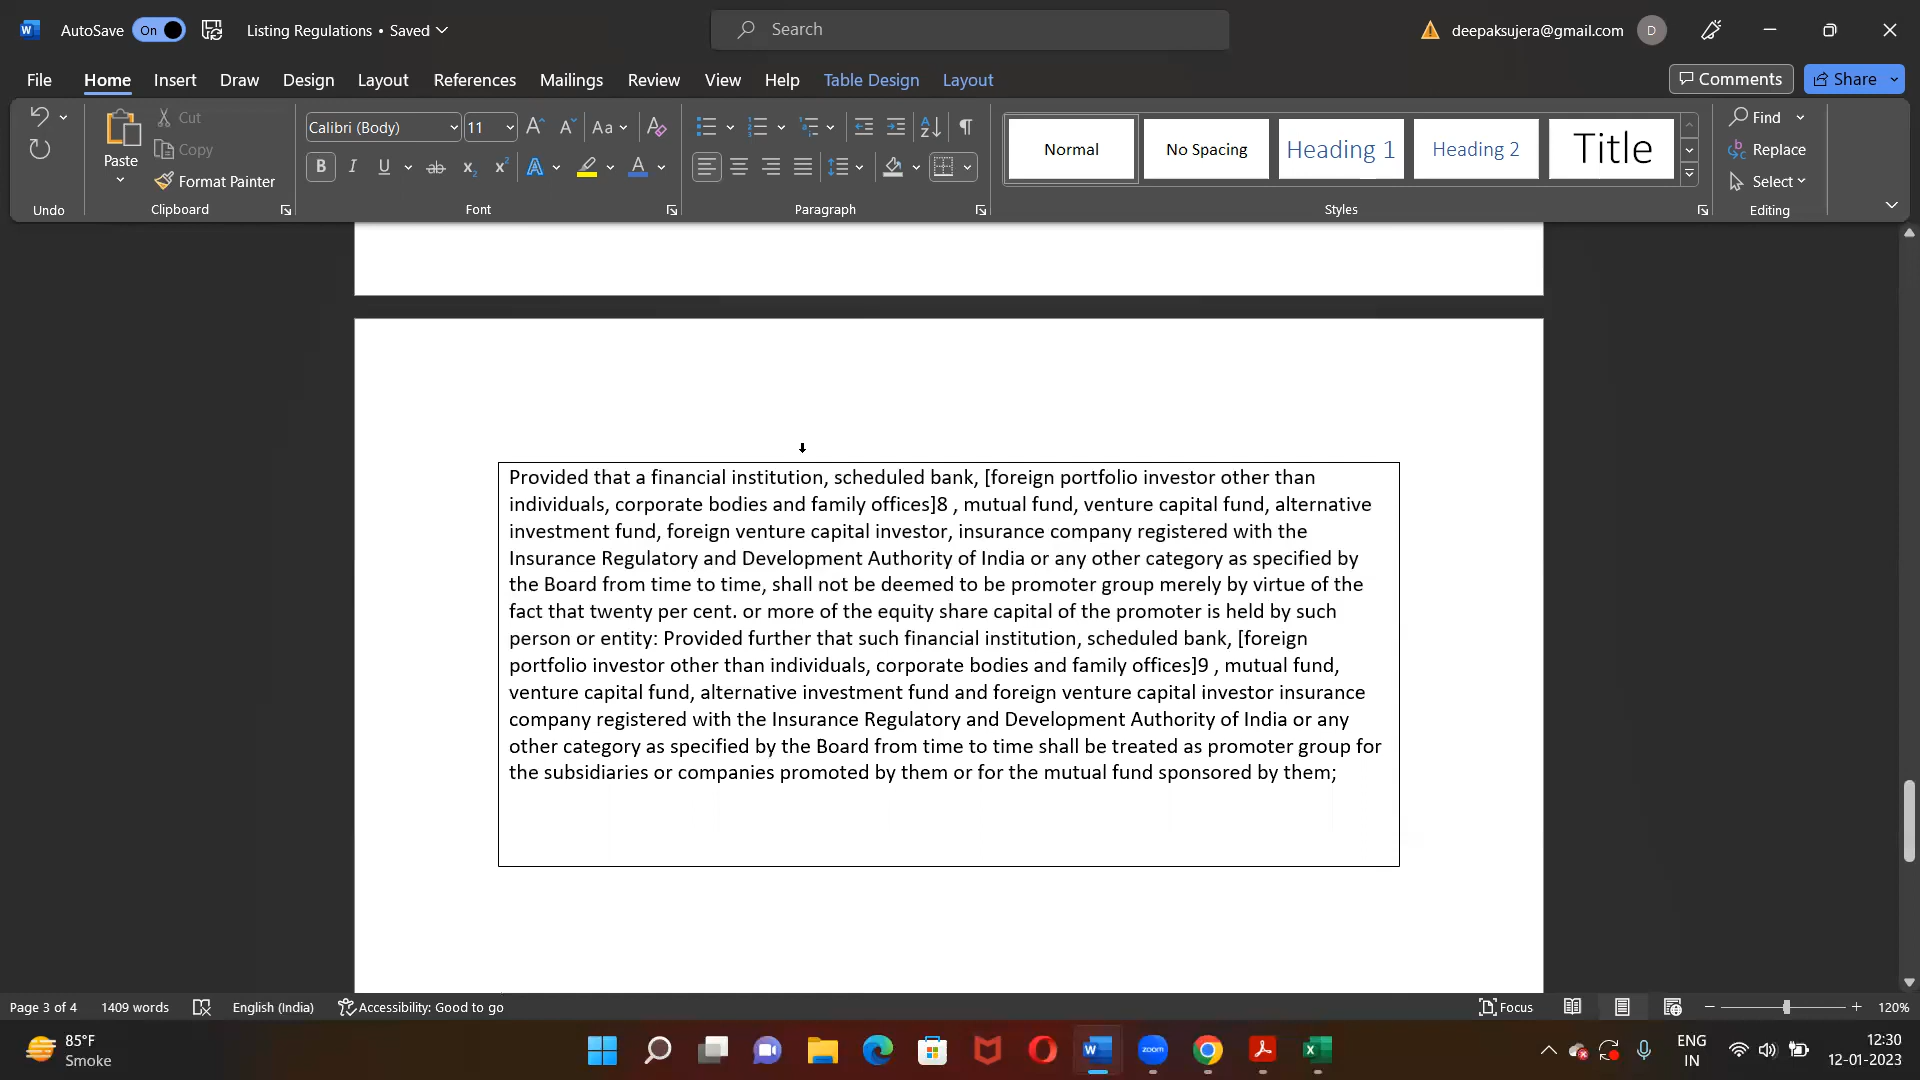 AutoSave On Listing Regulations • Saved Search deepaksujera@gmail.com D
File Home Insert Draw Design Layout References Mailings Review View Help Table Design Layout Comments Share
Paste Cut Copy Format Painter
Calibri (Body) 11
Normal No Spacing Heading 1 Heading 2 Title
Find Replace Select
Undo Clipboard Font Paragraph Styles Editing
Provided that a financial institution, scheduled bank, [foreign portfolio investor other than
individuals, corporate bodies and family offices]8 , mutual fund, venture capital fund, alternative
investment fund, foreign venture capital investor, insurance company registered with the
Insurance Regulatory and Development Authority of India or any other category as specified by
the Board from time to time, shall not be deemed to be promoter group merely by virtue of the
fact that twenty per cent. or more of the equity share capital of the promoter is held by such
person or entity: Provided further that such financial institution, scheduled bank, [foreign
portfolio investor other than individuals, corporate bodies and family offices]9 , mutual fund,
venture capital fund, alternative investment fund and foreign venture capital investor insurance
company registered with the Insurance Regulatory and Development Authority of India or any
other category as specified by the Board from time to time shall be treated as promoter group for
the subsidiaries or companies promoted by them or for the mutual fund sponsored by them;
Page 3 of 4 1409 words English (India) Accessibility: Good to go Focus 120%
85°F
Smoke
zoom
ENG
IN
12:30
12-01-2023